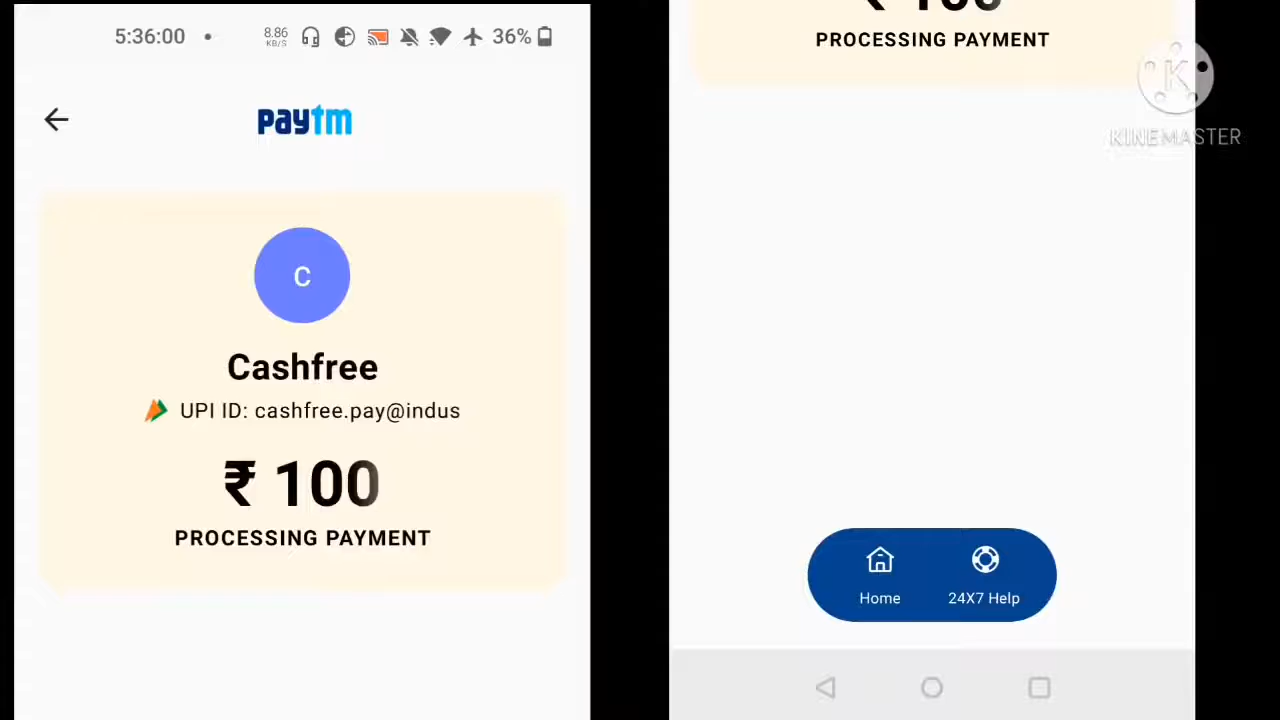 5:36:00
8.86
KB/S
36%
paytm
C
Cashfree
UPI ID: cashfree.pay@indus
₹ 100
PROCESSING PAYMENT
₹ 100
PROCESSING PAYMENT
K
KINEMASTER
Home
24X7 Help